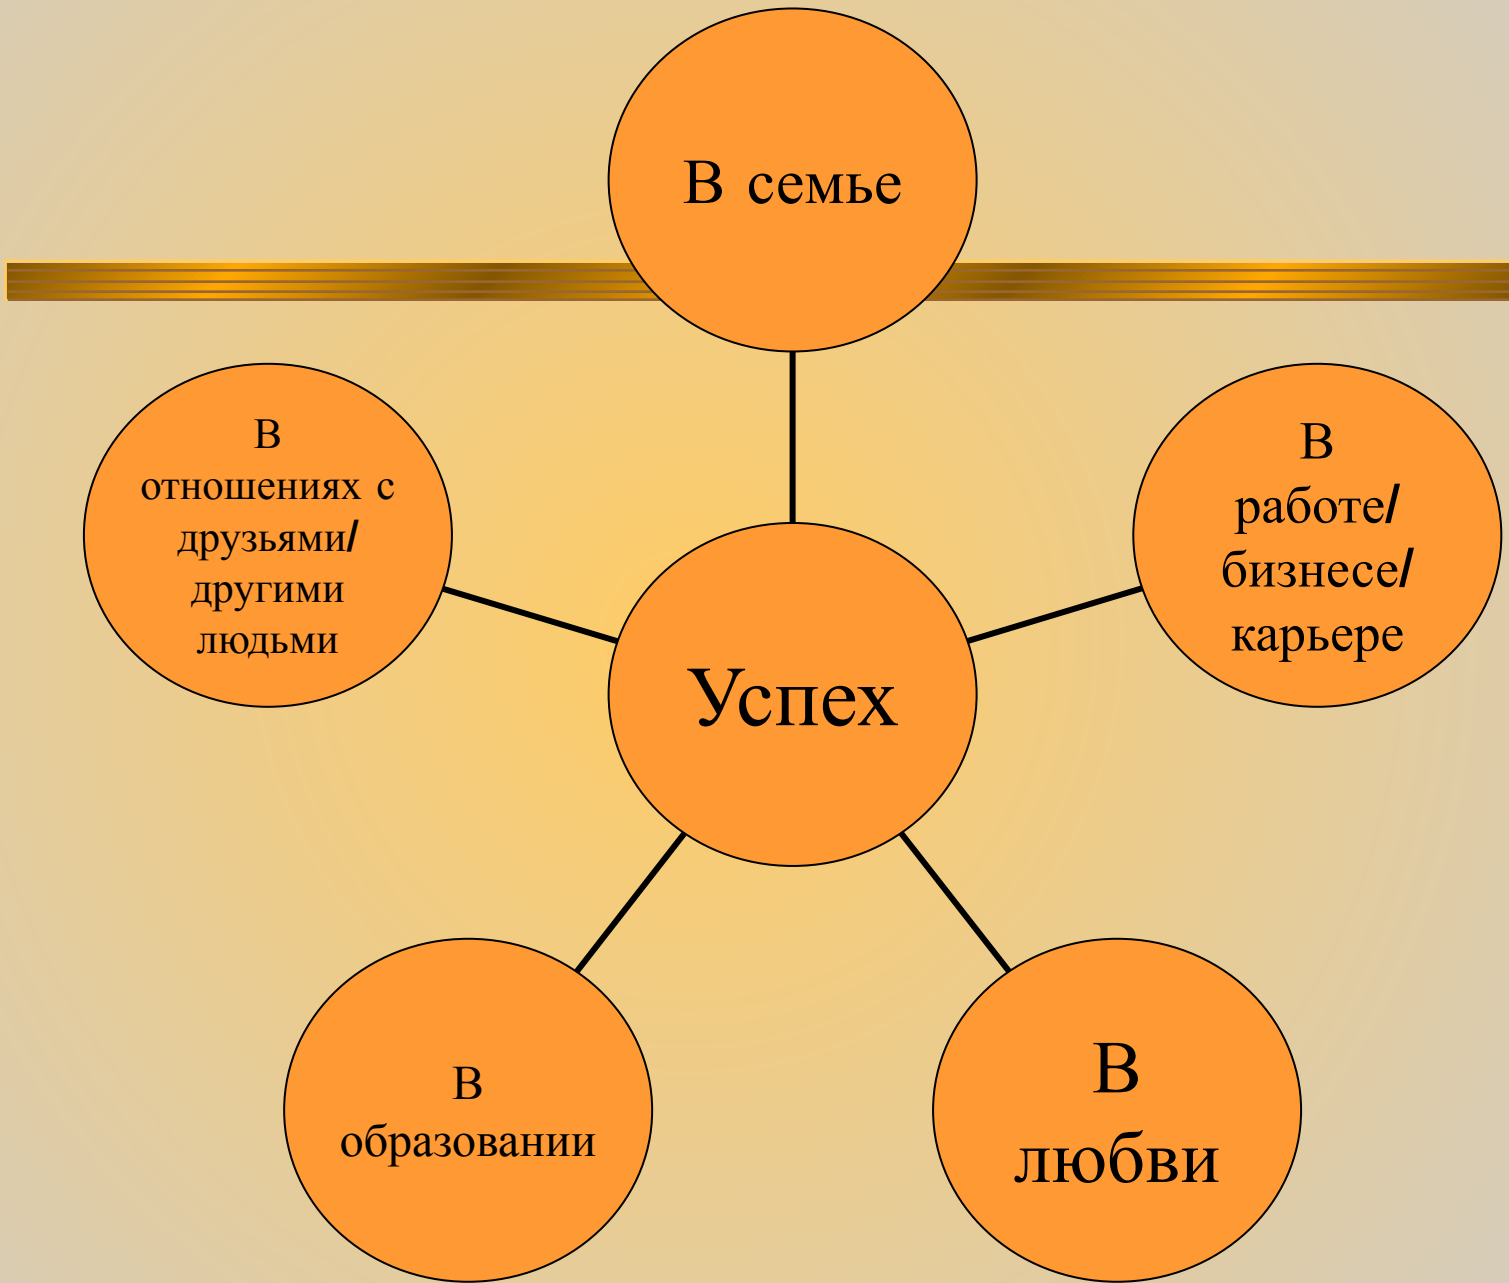 В семье
В
отношениях с
друзьями/
другими
людьми
В
работе/
бизнесе/
карьере
Успех
В
образовании
В
любви